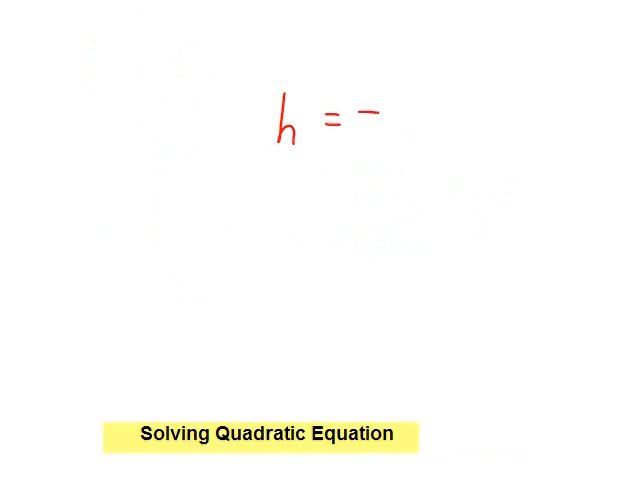 h = -
Solving Quadratic Equation